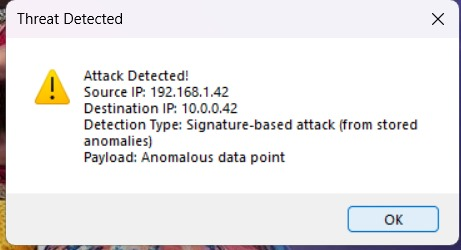 Threat Detected
Attack Detected!
Source IP: 192.168.1.42
Destination IP: 10.0.0.42
Detection Type: Signature-based attack (from stored
anomalies)
Payload: Anomalous data point
OK